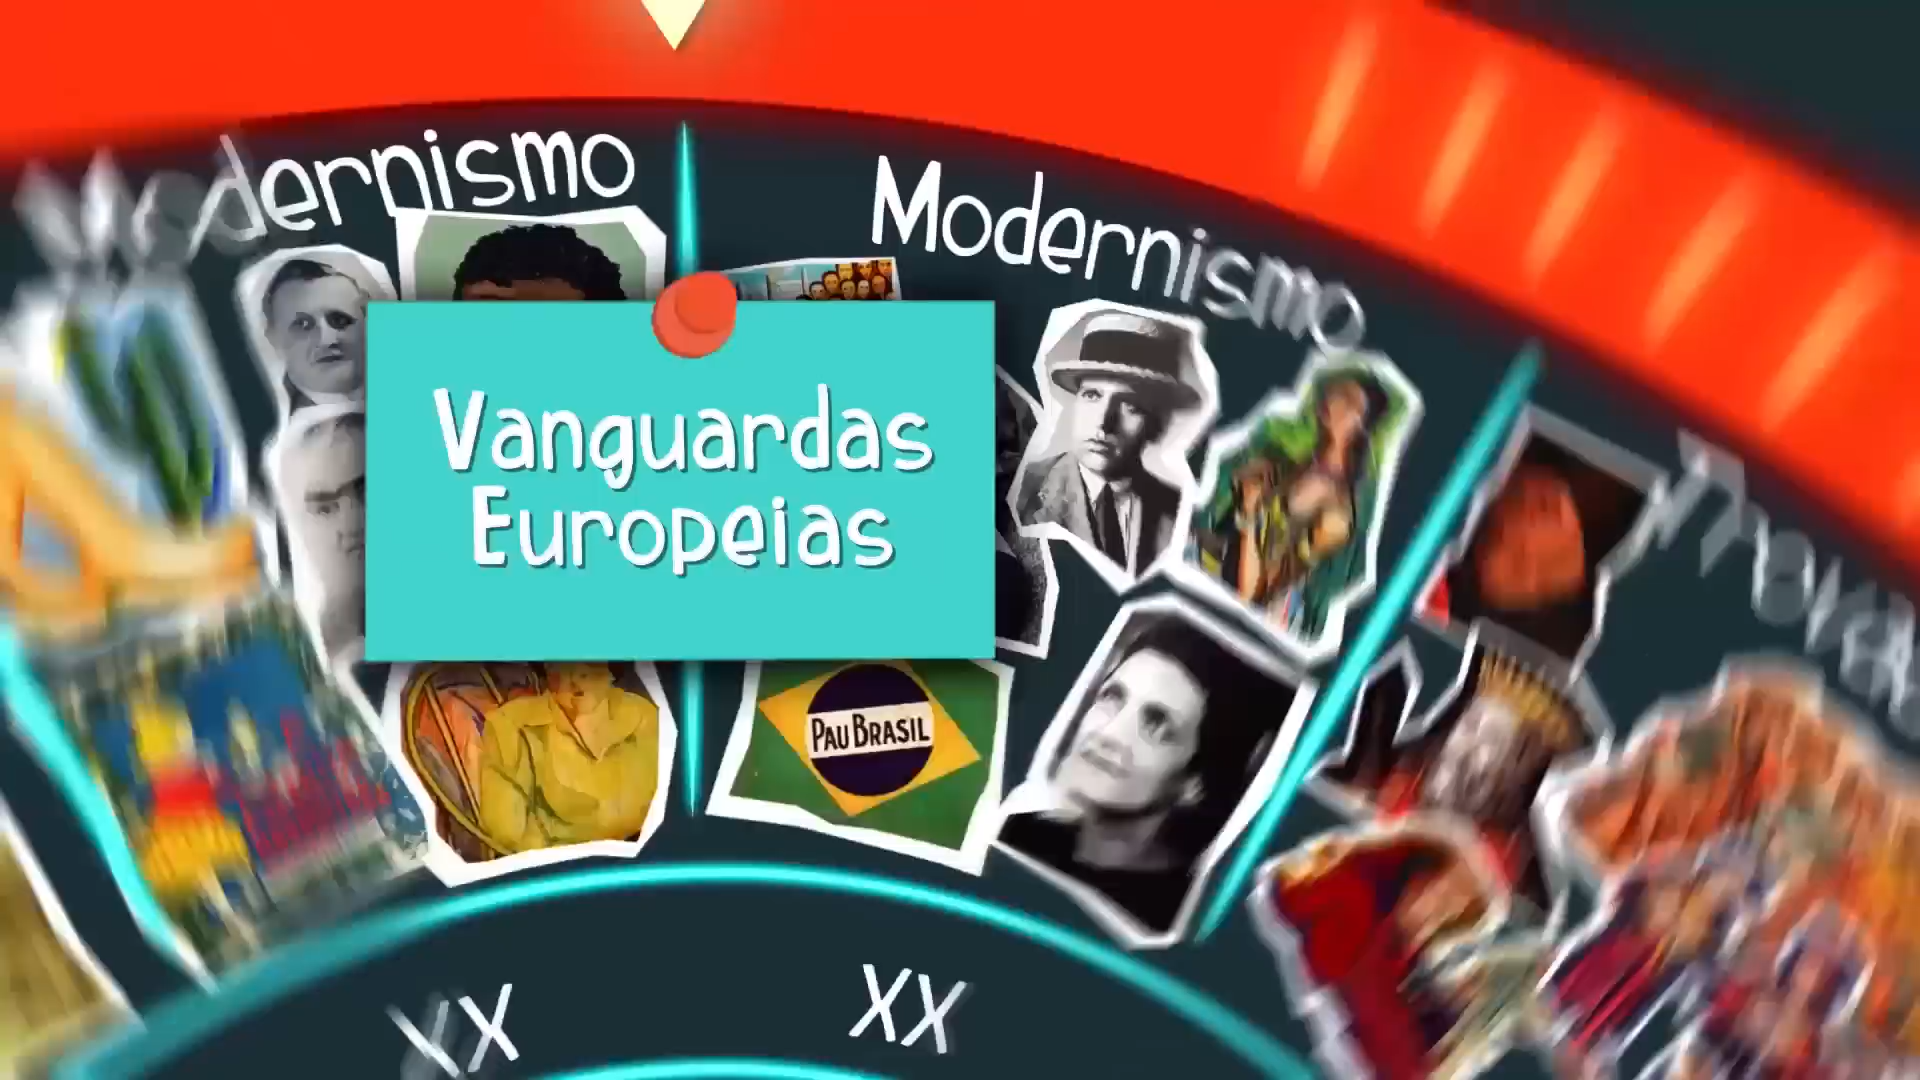 Modernismo
Modernismo
Vanguardas
Europeias
PAU BRASIL
XX
XX